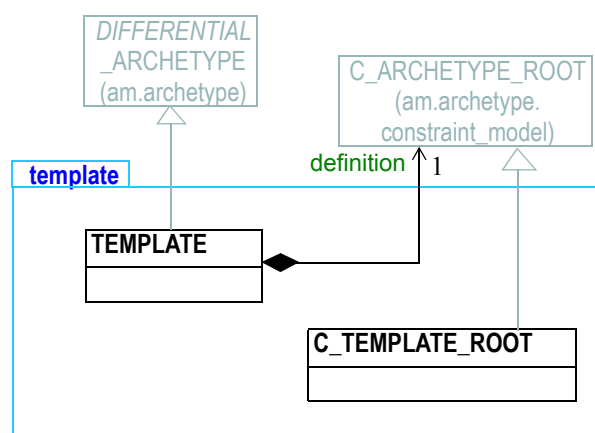 DIFFERENTIAL
_ARCHETYPE
(am.archetype)
C_ARCHETYPE_ROOT
(am.archetype.
constraint_model)
definition 1
template
TEMPLATE
C_TEMPLATE_ROOT